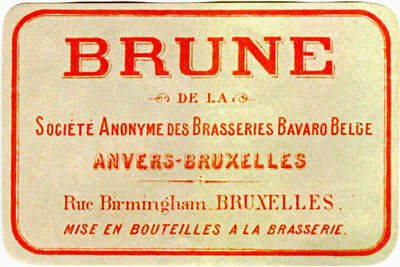 BRUNE
DE LA
SOCIÉTÉ ANONYME DES BRASSERIES BAVARO BELGE
ANVERS-BRUXELLES
Rue Birmingham. BRUXELLES.
MISE EN BOUTEILLES A LA BRASSERIE.